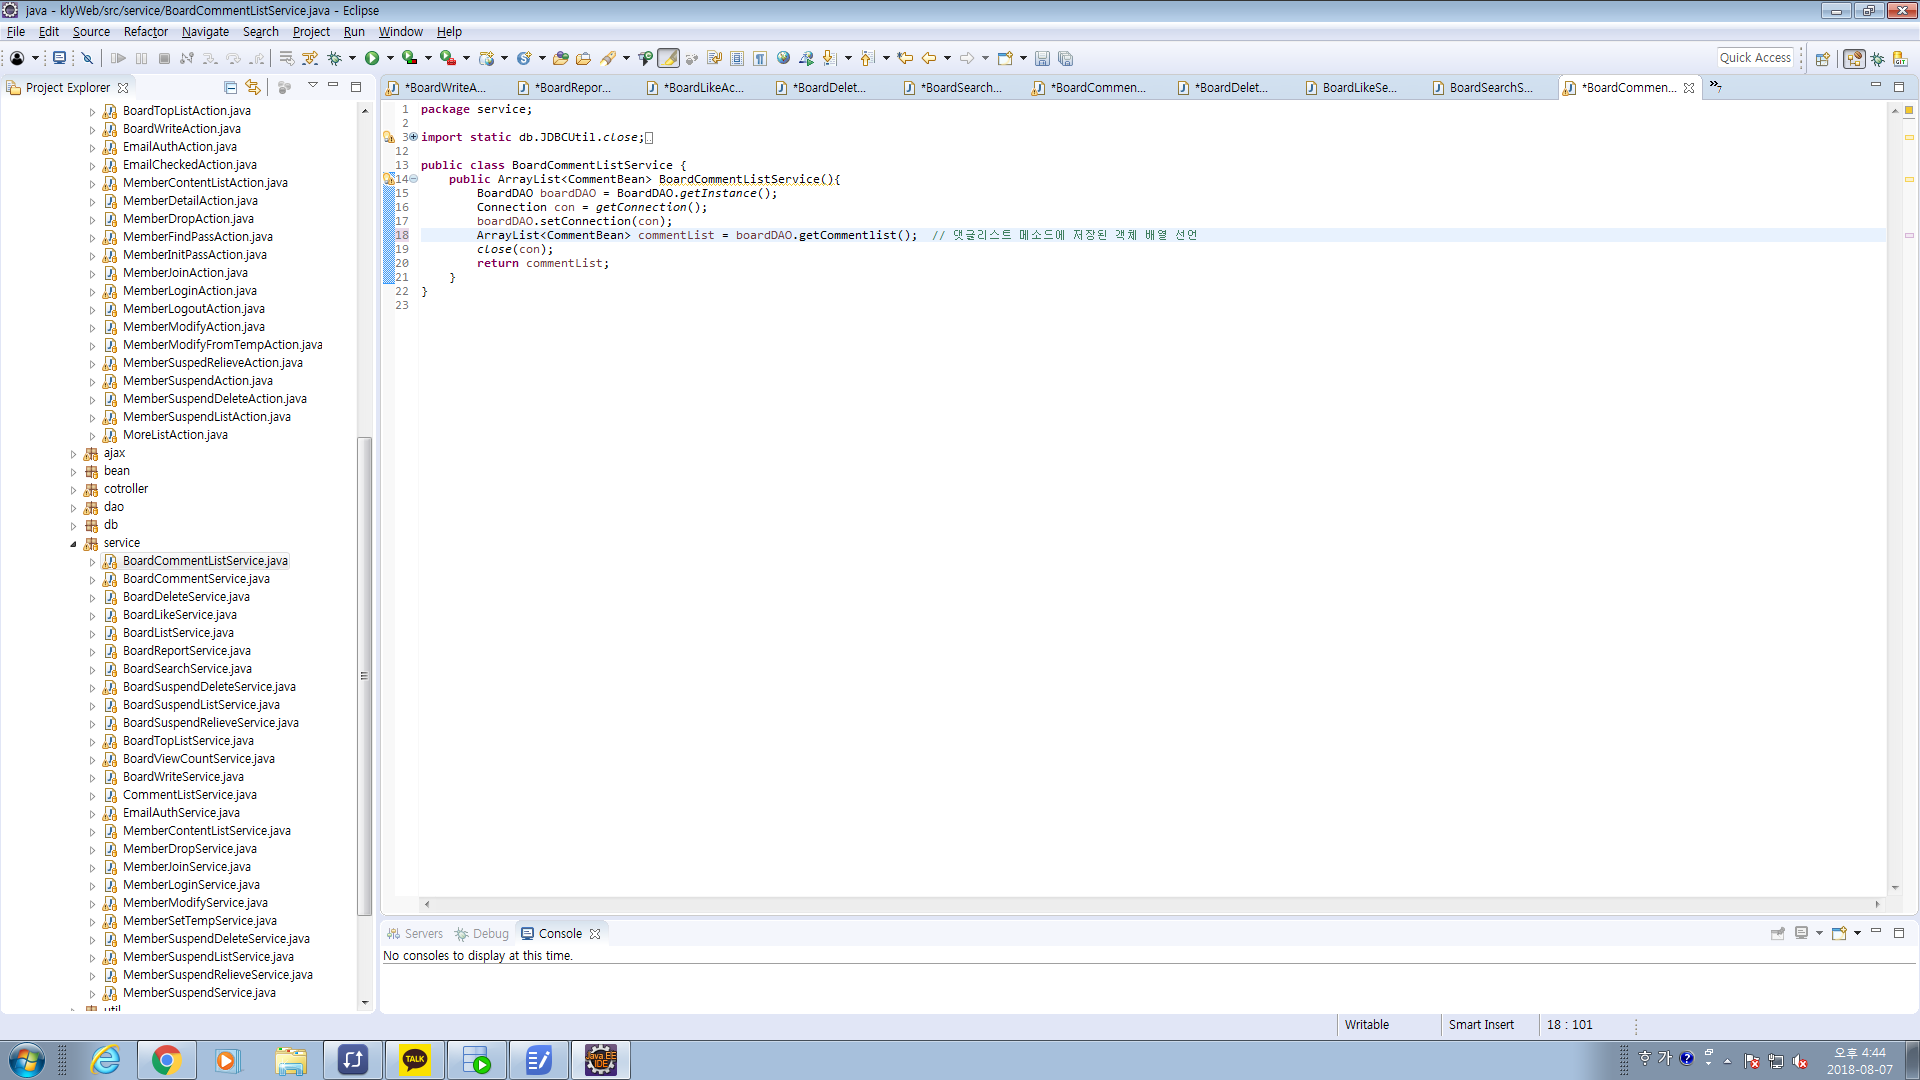 java - klyWeb/src/service/BoardCommentListService.java - Eclipse
File Edit Source Refactor Navigate Search Project Run Window Help
Quick Access
Project Explorer
*BoardWriteA... *BoardRepor... *BoardLikeAc... *BoardDelet... *BoardSearch... *BoardCommen... *BoardDelet... BoardLikeSe... BoardSearchS... *BoardCommen... »7
BoardTopListAction.java
BoardWriteAction.java
EmailAuthAction.java
EmailCheckedAction.java
MemberContentListAction.java
MemberDetailAction.java
MemberDropAction.java
MemberFindPassAction.java
MemberInitPassAction.java
MemberJoinAction.java
MemberLoginAction.java
MemberLogoutAction.java
MemberModifyAction.java
MemberModifyFromTempAction.java
MemberSuspedRelieveAction.java
MemberSuspendAction.java
MemberSuspendDeleteAction.java
MemberSuspendListAction.java
MoreListAction.java
ajax
bean
cotroller
dao
db
service
BoardCommentListService.java
BoardCommentService.java
BoardDeleteService.java
BoardLikeService.java
BoardListService.java
BoardReportService.java
BoardSearchService.java
BoardSuspendDeleteService.java
BoardSuspendListService.java
BoardSuspendRelieveService.java
BoardTopListService.java
BoardViewCountService.java
BoardWriteService.java
CommentListService.java
EmailAuthService.java
MemberContentListService.java
MemberDropService.java
MemberJoinService.java
MemberLoginService.java
MemberModifyService.java
MemberSetTempService.java
MemberSuspendDeleteService.java
MemberSuspendListService.java
MemberSuspendRelieveService.java
MemberSuspendService.java
util
1 package service;
2
3 import static db.JDBCUtil.close;
12
13 public class BoardCommentListService {
14 public ArrayList<CommentBean> BoardCommentListService(){
15 BoardDAO boardDAO = BoardDAO.getInstance();
16 Connection con = getConnection();
17 boardDAO.setConnection(con);
18 ArrayList<CommentBean> commentList = boardDAO.getCommentlist(); // 댓글리스트 메소드에 저장된 객체 배열 선언
19 close(con);
20 return commentList;
21 }
22 }
23
Servers Debug Console
No consoles to display at this time.
Writable Smart Insert 18 : 101
TALK
Java EE
IDE
가
오후 4:44
2018-08-07